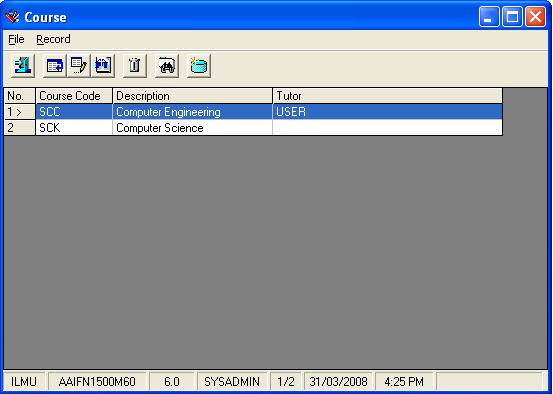 Course
File Record
No. Course Code Description Tutor
1 > SCC Computer Engineering USER
2 SCK Computer Science
ILMU AAIFN1500M60 6.0 SYSADMIN 1/2 31/03/2008 4:25 PM